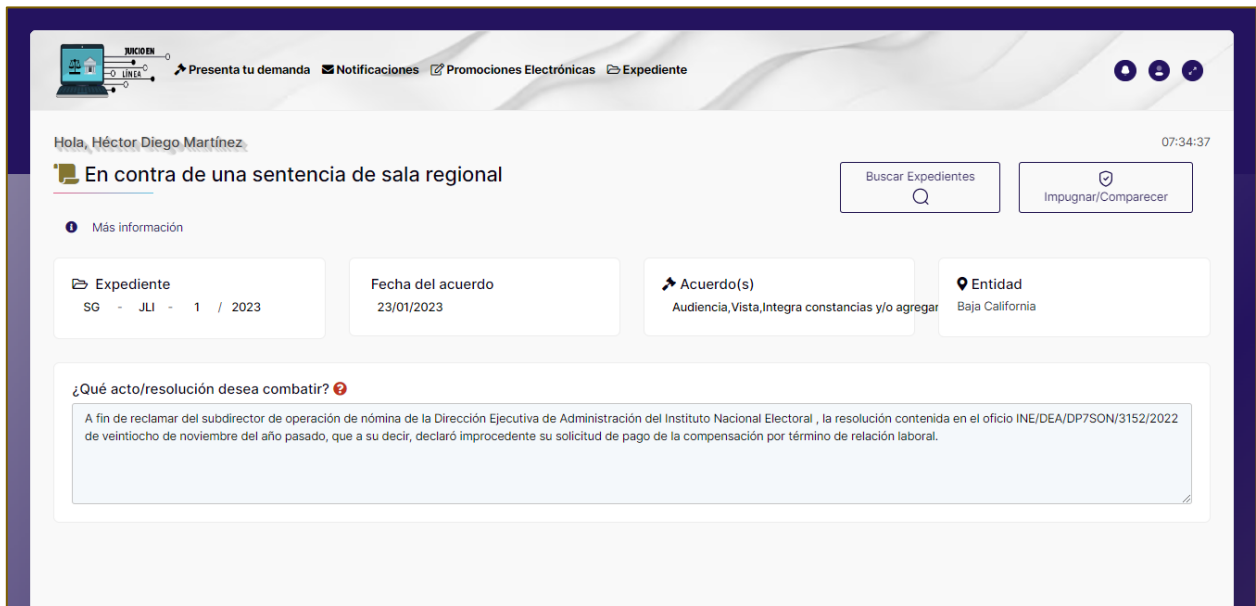 JUICIO EN
LÍNEA
Presenta tu demanda Notificaciones Promociones Electrónicas Expediente
Hola, Héctor Diego Martínez
07:34:37
En contra de una sentencia de sala regional
Buscar Expedientes
Impugnar/Comparecer
Más información
Expediente
SG - JLI - 1 / 2023
Fecha del acuerdo
23/01/2023
Acuerdo(s)
Audiencia,Vista,Integra constancias y/o agregar
Entidad
Baja California
¿Qué acto/resolución desea combatir?
A fin de reclamar del subdirector de operación de nómina de la Dirección Ejecutiva de Administración del Instituto Nacional Electoral , la resolución contenida en el oficio INE/DEA/DP7SON/3152/2022
de veintiocho de noviembre del año pasado, que a su decir, declaró improcedente su solicitud de pago de la compensación por término de relación laboral.